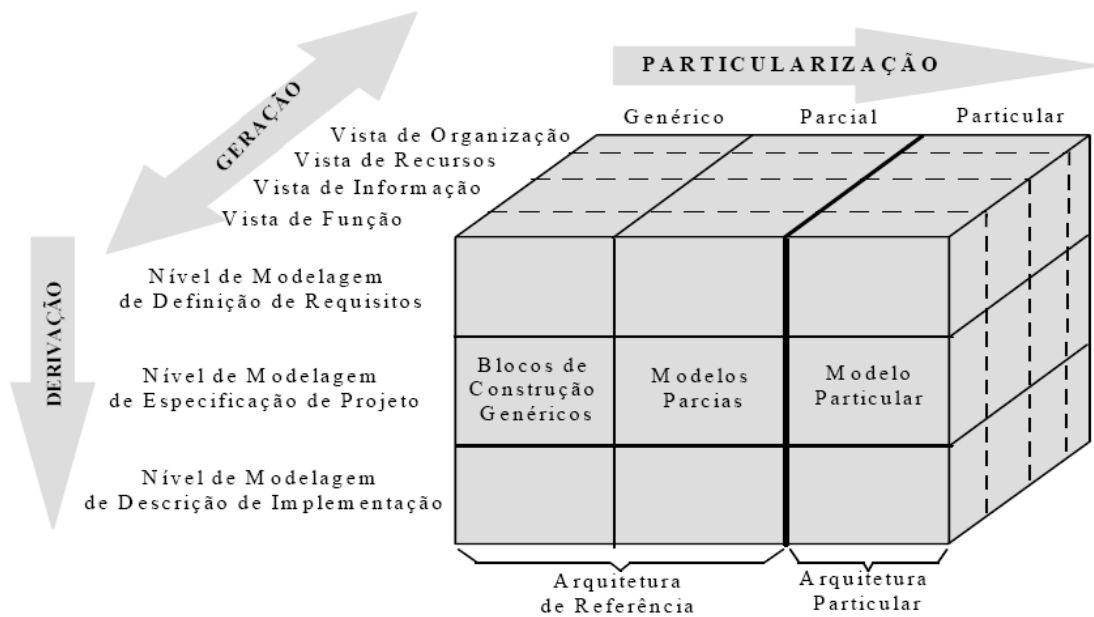 PARTICULARIZAÇÃO
GERAÇÃO
Genérico
Parcial
Particular
Vista de Organização
Vista de Recursos
Vista de Informação
Vista de Função
DERIVAÇÃO
Nível de Modelagem
de Definição de Requisitos
Nível de Modelagem
de Especificação de Projeto
Nível de Modelagem
de Descrição de Implementação
Blocos de
Construção
Genéricos
Modelos
Parcias
Modelo
Particular
Arquitetura
de Referência
Arquitetura
Particular